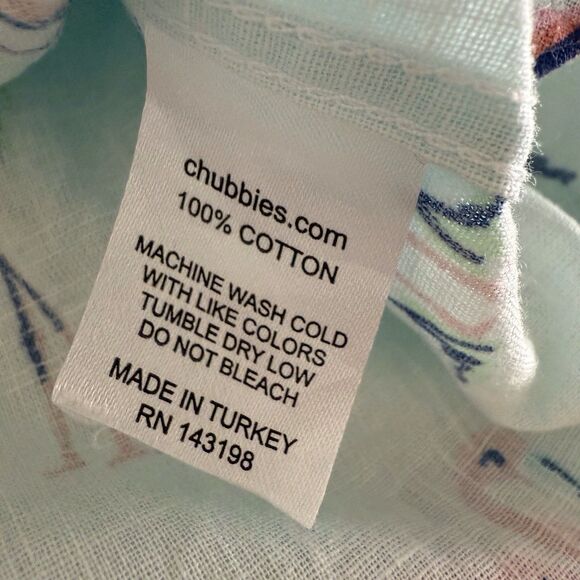 chubbies.com
100% COTTON
MACHINE WASH COLD
WITH LIKE COLORS
TUMBLE DRY LOW
DO NOT BLEACH
MADE IN TURKEY
RN 143198